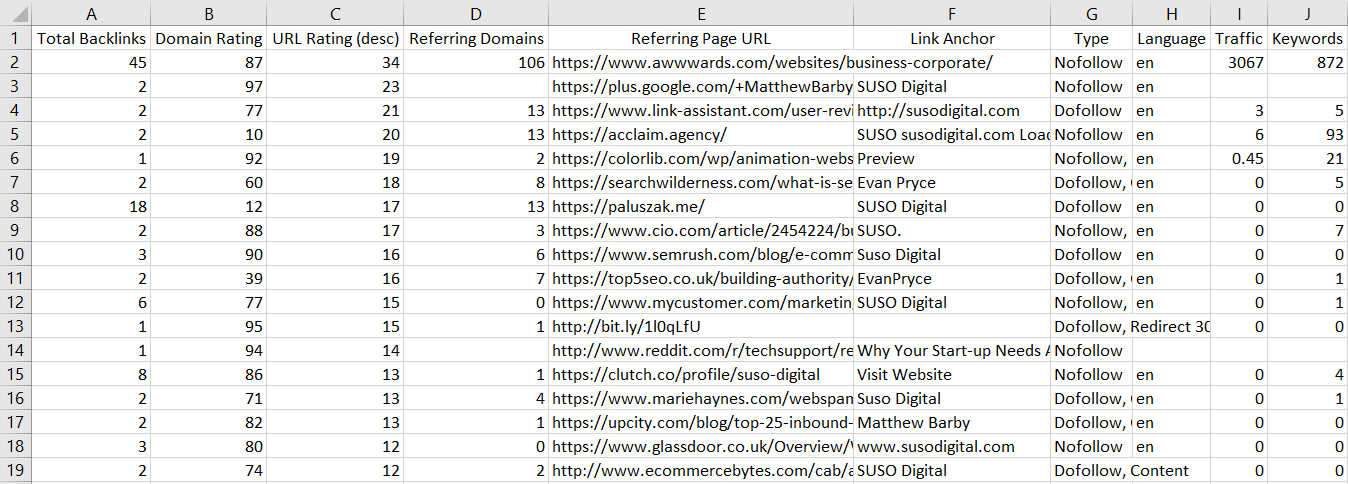 A B C D E F G H I J
1 Total Backlinks Domain Rating URL Rating (desc) Referring Domains Referring Page URL Link Anchor Type Language Traffic Keywords
2 45 87 34 106 https://www.awwwards.com/websites/business-corporate/ Nofollow en 3067 872
3 2 97 23 https://plus.google.com/+MatthewBarby SUSO Digital Nofollow en
4 2 77 21 13 https://www.link-assistant.com/user-revi http://susodigital.com Dofollow en 3 5
5 2 10 20 13 https://acclaim.agency/ SUSO susodigital.com Load Nofollow en 6 93
6 1 92 19 2 https://colorlib.com/wp/animation-webs Preview Nofollow, en 0.45 21
7 2 60 18 8 https://searchwilderness.com/what-is-se Evan Pryce Dofollow, en 0 5
8 18 12 17 13 https://paluszak.me/ SUSO Digital Dofollow en 0 0
9 2 88 17 3 https://www.cio.com/article/2454224/bu SUSO. Nofollow, en 0 7
10 3 90 16 6 https://www.semrush.com/blog/e-comm Suso Digital Dofollow en 0 0
11 2 39 16 7 https://top5seo.co.uk/building-authority/ EvanPryce Dofollow, en 0 1
12 6 77 15 0 https://www.mycustomer.com/marketin SUSO Digital Nofollow, en 0 1
13 1 95 15 1 http://bit.ly/1l0qLfU Dofollow, Redirect 30 0 0
14 1 94 14 http://www.reddit.com/r/techsupport/re Why Your Start-up Needs A Nofollow
15 8 86 13 1 https://clutch.co/profile/suso-digital Visit Website Nofollow en 0 4
16 2 71 13 4 https://www.mariehaynes.com/webspam Suso Digital Dofollow, en 0 1
17 2 82 13 1 https://upcity.com/blog/top-25-inbound- Matthew Barby Dofollow, en 0 0
18 3 80 12 0 https://www.glassdoor.co.uk/Overview/ www.susodigital.com Nofollow en 0 0
19 2 74 12 2 http://www.ecommercebytes.com/cab/a SUSO Digital Dofollow, Content 0 0